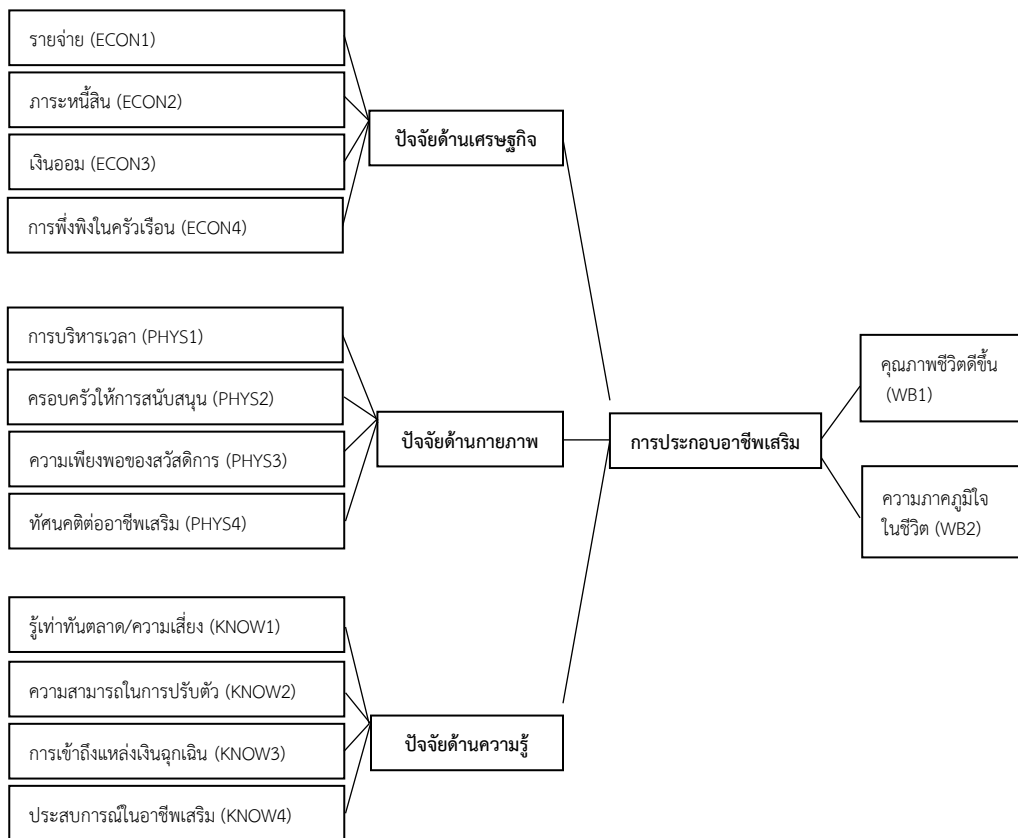 รายจ่าย (ECON1)
ภาระหนี้สิน (ECON2)
เงินออม (ECON3)
การพึ่งพิงในครัวเรือน (ECON4)
ปัจจัยด้านเศรษฐกิจ
การบริหารเวลา (PHYS1)
ครอบครัวให้การสนับสนุน (PHYS2)
ความเพียงพอของสวัสดิการ (PHYS3)
ทัศนคติต่ออาชีพเสริม (PHYS4)
ปัจจัยด้านกายภาพ
รู้เท่าทันตลาด/ความเสี่ยง (KNOW1)
ความสามารถในการปรับตัว (KNOW2)
การเข้าถึงแหล่งเงินฉุกเฉิน (KNOW3)
ประสบการณ์ในอาชีพเสริม (KNOW4)
ปัจจัยด้านความรู้
การประกอบอาชีพเสริม
คุณภาพชีวิตดีขึ้น
(WB1)
ความภาคภูมิใจ
ในชีวิต (WB2)